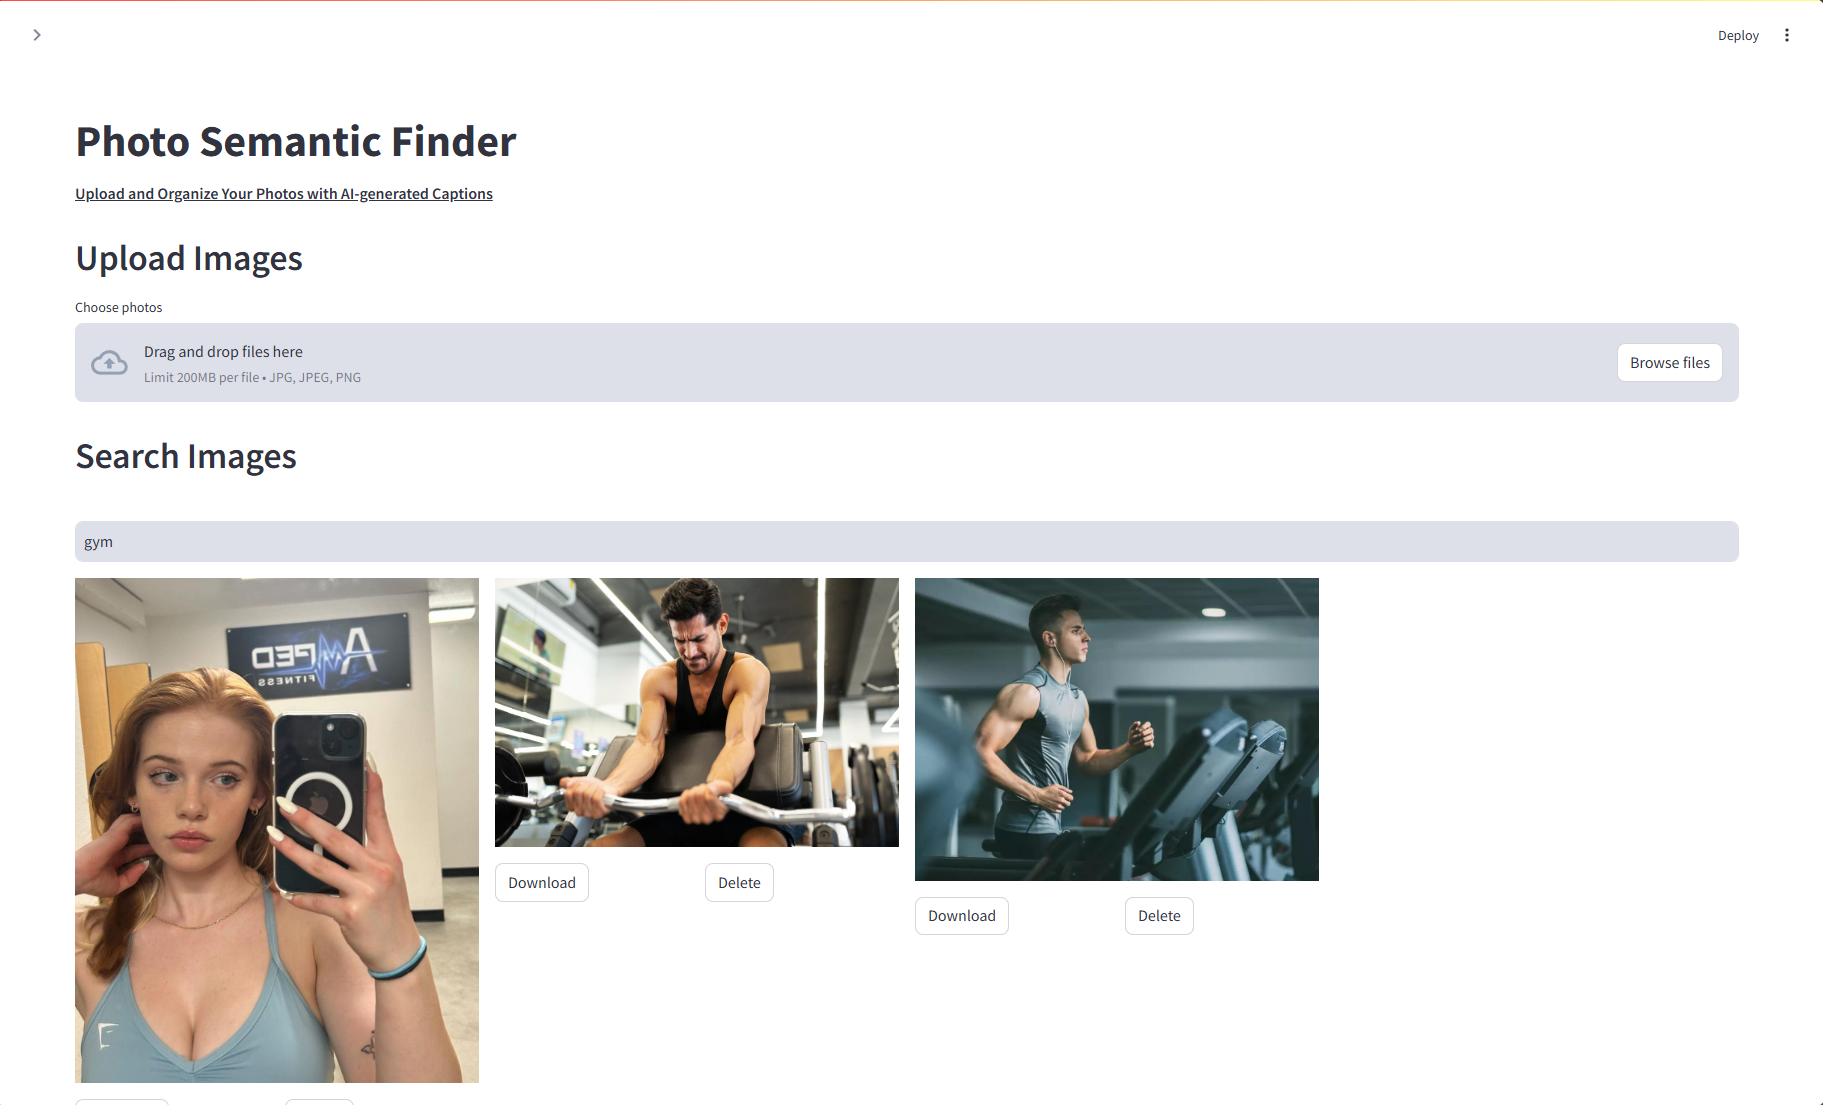 Deploy
Photo Semantic Finder
Upload and Organize Your Photos with AI-generated Captions
Upload Images
Choose photos
Drag and drop files here
Limit 200MB per file • JPG, JPEG, PNG
Browse files
Search Images
gym
AMPED
FITNESS
E
Download
Delete
Download
Delete